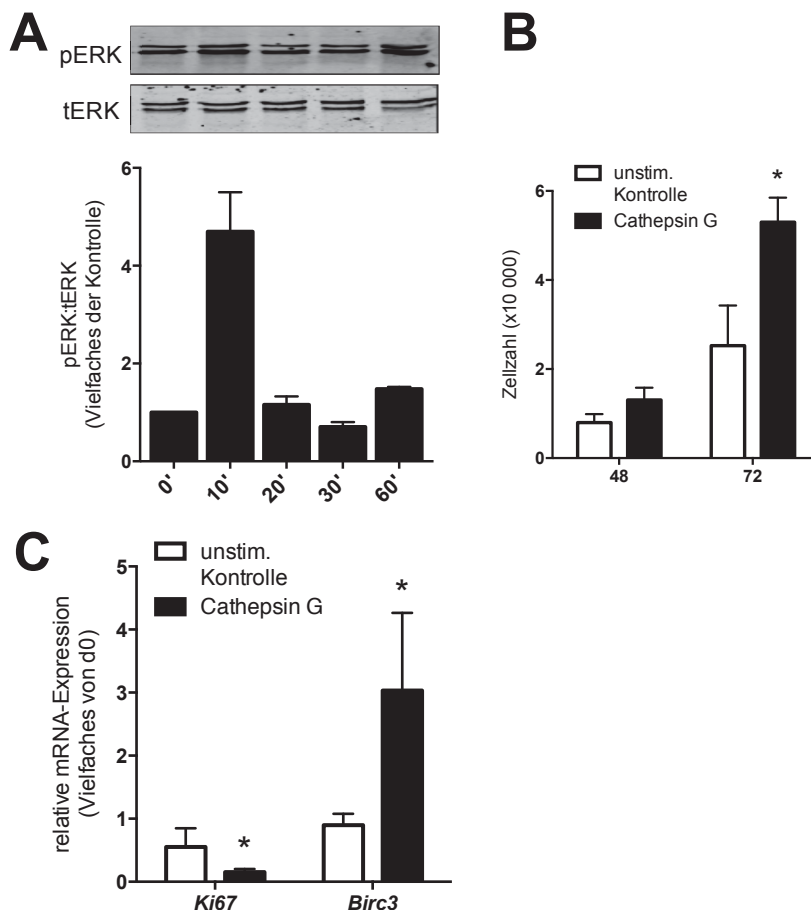 A
pERK
tERK
pERK:tERK
(Vielfaches der Kontrolle)
6
4
2
0
0'
10'
20'
30'
60'
B
unstim.
Kontrolle
Cathepsin G
*
Zellzahl (x10 000)
6
4
2
0
48
72
C
unstim.
Kontrolle
Cathepsin G
relative mRNA-Expression
(Vielfaches von d0)
5
4
3
2
1
0
*
*
Ki67
Birc3